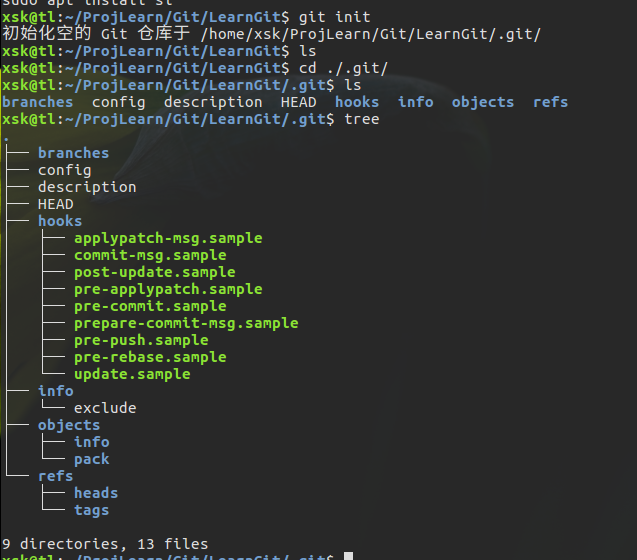 sudo apt install sl
xsk@tl:~/ProjLearn/Git/LearnGit$ git init
初始化空的 Git 仓库于 /home/xsk/ProjLearn/Git/LearnGit/.git/
xsk@tl:~/ProjLearn/Git/LearnGit$ ls
xsk@tl:~/ProjLearn/Git/LearnGit$ cd ./.git/
xsk@tl:~/ProjLearn/Git/LearnGit/.git$ ls
branches  config  description  HEAD  hooks  info  objects  refs
xsk@tl:~/ProjLearn/Git/LearnGit/.git$ tree
.
├── branches
├── config
├── description
├── HEAD
├── hooks
│   ├── applypatch-msg.sample
│   ├── commit-msg.sample
│   ├── post-update.sample
│   ├── pre-applypatch.sample
│   ├── pre-commit.sample
│   ├── prepare-commit-msg.sample
│   ├── pre-push.sample
│   ├── pre-rebase.sample
│   └── update.sample
├── info
│   └── exclude
├── objects
│   ├── info
│   └── pack
└── refs
    ├── heads
    └── tags
9 directories, 13 files
xsk@tl:~/ProjLearn/Git/LearnGit/.git$